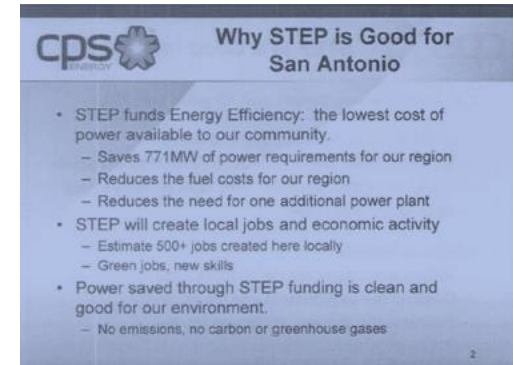 cps
ENERGY
Why STEP is Good for
San Antonio
• STEP funds Energy Efficiency: the lowest cost of
power available to our community.
– Saves 771MW of power requirements for our region
– Reduces the fuel costs for our region
– Reduces the need for one additional power plant
• STEP will create local jobs and economic activity
– Estimate 500+ jobs created here locally
– Green jobs, new skills
• Power saved through STEP funding is clean and
good for our environment.
– No emissions, no carbon or greenhouse gases
2